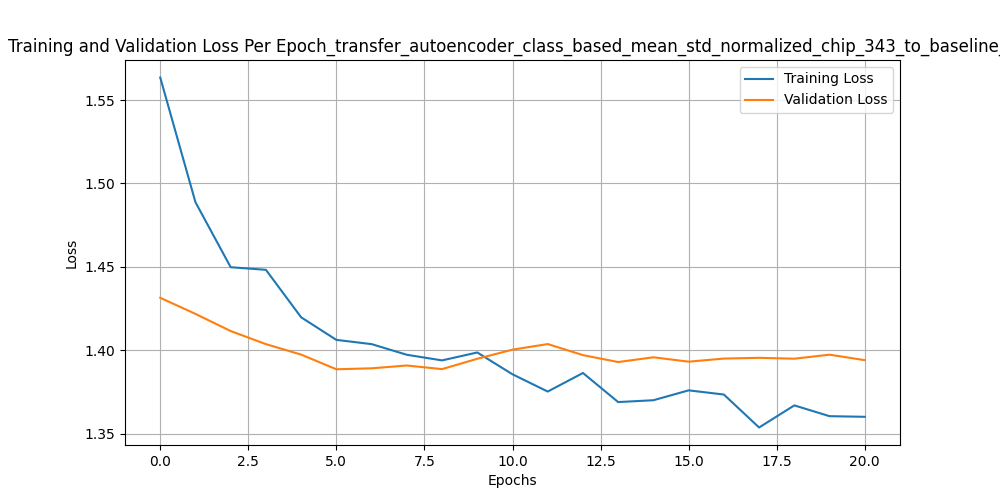 Training and Validation Loss Per Epoch_transfer_autoencoder_class_based_mean_std_normalized_chip_343_to_baseline_
Training Loss
Validation Loss
1.55
1.50
1.45
1.40
1.35
Loss
0.0 2.5 5.0 7.5 10.0 12.5 15.0 17.5 20.0
Epochs